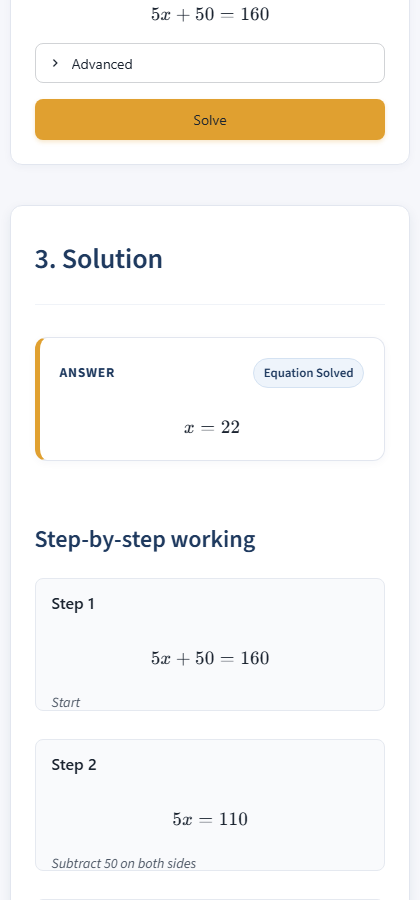 5x + 50 = 160
Advanced
Solve
3. Solution
ANSWER
Equation Solved
x = 22
Step-by-step working
Step 1
5x + 50 = 160
Start
Step 2
5x = 110
Subtract 50 on both sides